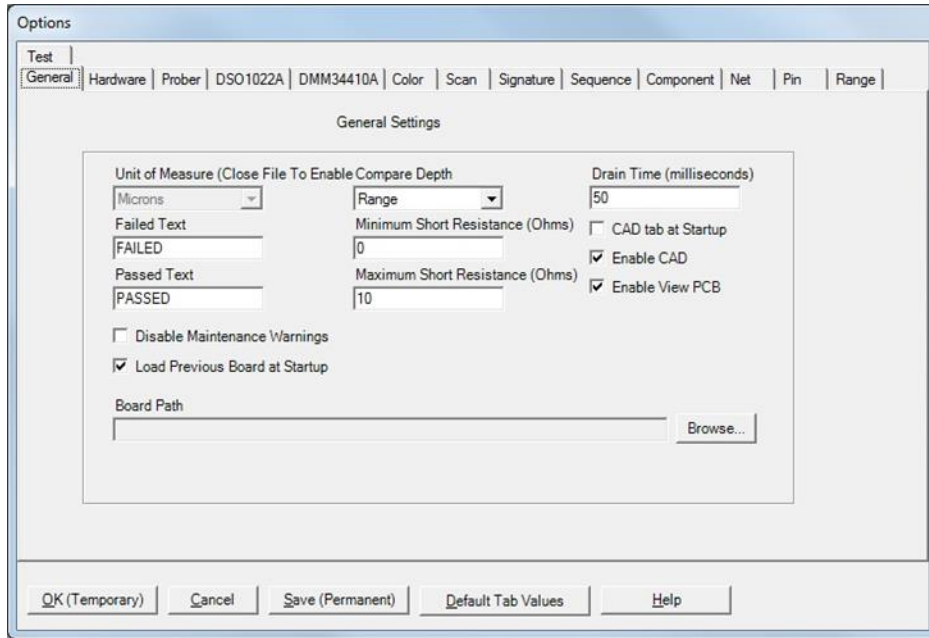 Options
Test
General Hardware Prober DSO1022A DMM34410A Color Scan Signature Sequence Component Net Pin Range
General Settings
Unit of Measure (Close File To Enable Compare Depth Drain Time (milliseconds)
Microns Range 50
Failed Text Minimum Short Resistance (Ohms) CAD tab at Startup
FAILED 0 Enable CAD
Passed Text Maximum Short Resistance (Ohms) Enable View PCB
PASSED 10
Disable Maintenance Warnings
Load Previous Board at Startup
Board Path
Browse...
OK (Temporary) Cancel Save (Permanent) Default Tab Values Help